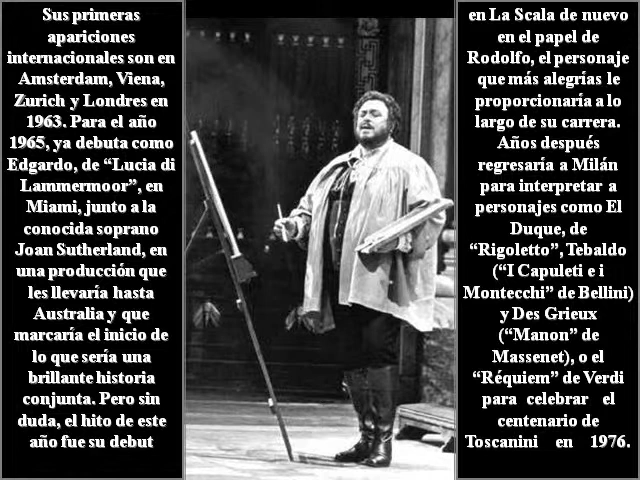 Sus primeras
apariciones
internacionales son en
Amsterdam, Viena,
Zurich y Londres en
1963. Para el año
1965, ya debuta como
Edgardo, de “Lucia di
Lammermoor”, en
Miami, junto a la
conocida soprano
Joan Sutherland, en
una producción que
les llevaría hasta
Australia y que
marcaría el inicio de
lo que sería una
brillante historia
conjunta. Pero sin
duda, el hito de este
año fue su debut
en La Scala de nuevo
en el papel de
Rodolfo, el personaje
que más alegrías le
proporcionaría a lo
largo de su carrera.
Años después
regresaría a Milán
para interpretar a
personajes como El
Duque, de
“Rigoletto”, Tebaldo
(“I Capuleti e i
Montecchi” de Bellini)
y Des Grieux
(“Manon” de
Massenet), o el
“Réquiem” de Verdi
para celebrar el
centenario de
Toscanini en 1976.